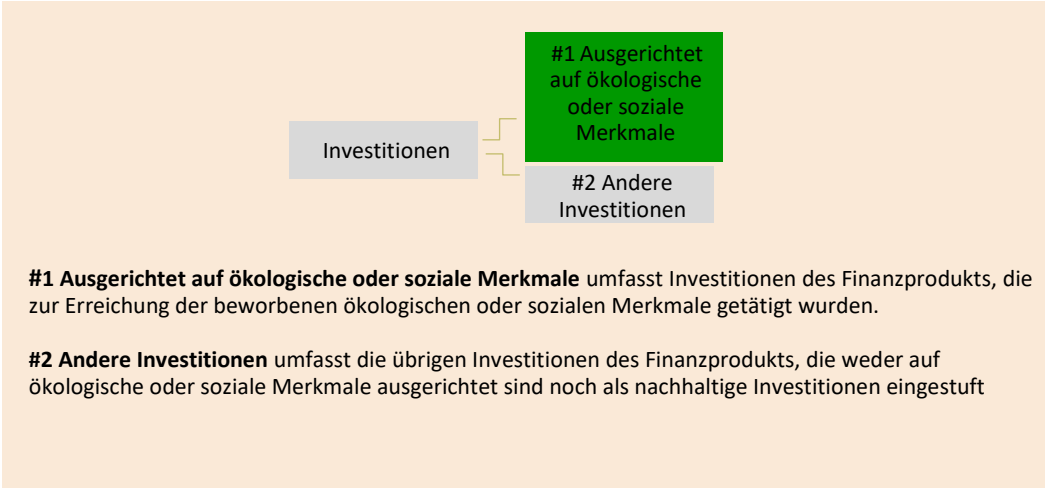 #1 Ausgerichtet
auf ökologische
oder soziale
Merkmale
Investitionen
#2 Andere
Investitionen
#1 Ausgerichtet auf ökologische oder soziale Merkmale umfasst Investitionen des Finanzprodukts, die
zur Erreichung der beworbenen ökologischen oder sozialen Merkmale getätigt wurden.
#2 Andere Investitionen umfasst die übrigen Investitionen des Finanzprodukts, die weder auf
ökologische oder soziale Merkmale ausgerichtet sind noch als nachhaltige Investitionen eingestuft